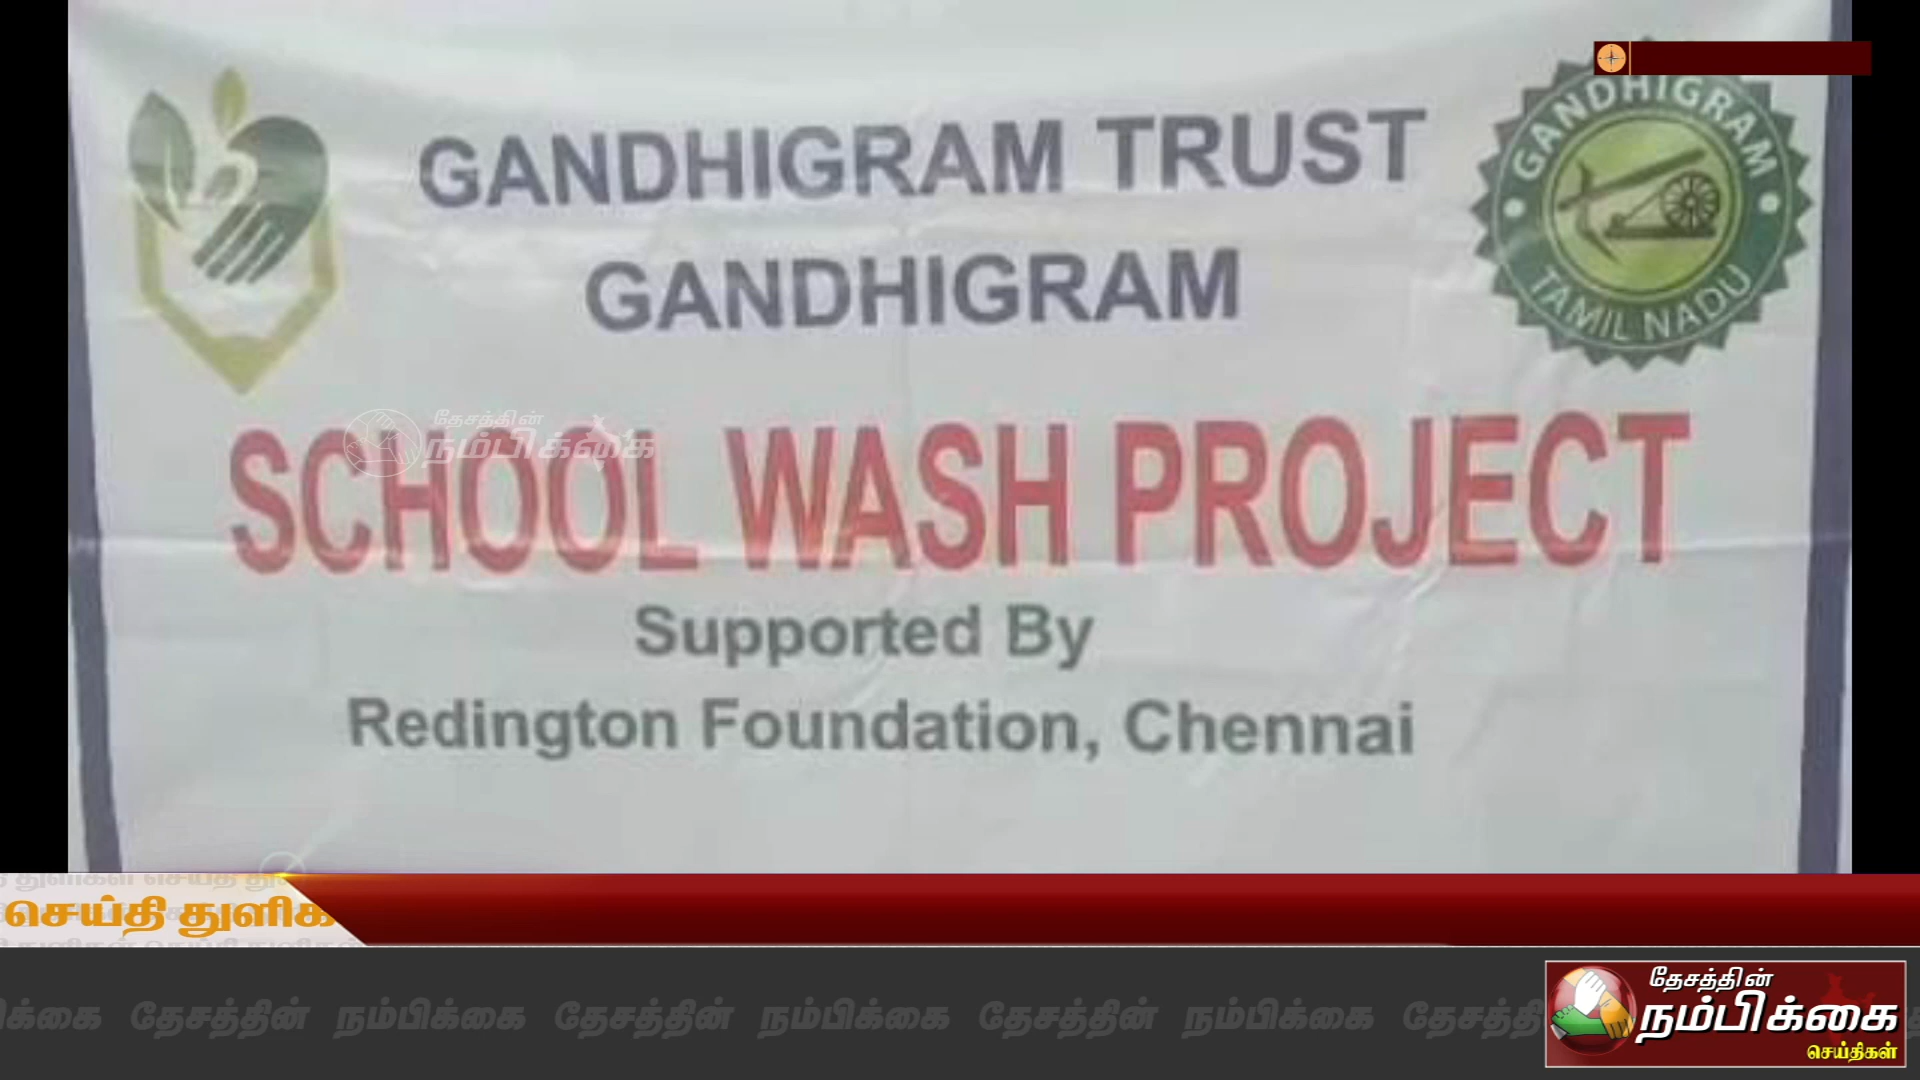 GANDHIGRAM TRUST
GANDHIGRAM
GANDHIGRAM
TAMIL NADU
தேசத்தின்
நம்பிக்கை
SCHOOL WASH PROJECT
Supported By
Redington Foundation, Chennai
செய்தி துளிக
தேசத்தின் நம்பிக்கை தேசத்தின் நம்பிக்கை தேசத்தின் நம்பிக்கை
தேசத்தின்
நம்பிக்கை
செய்திகள்